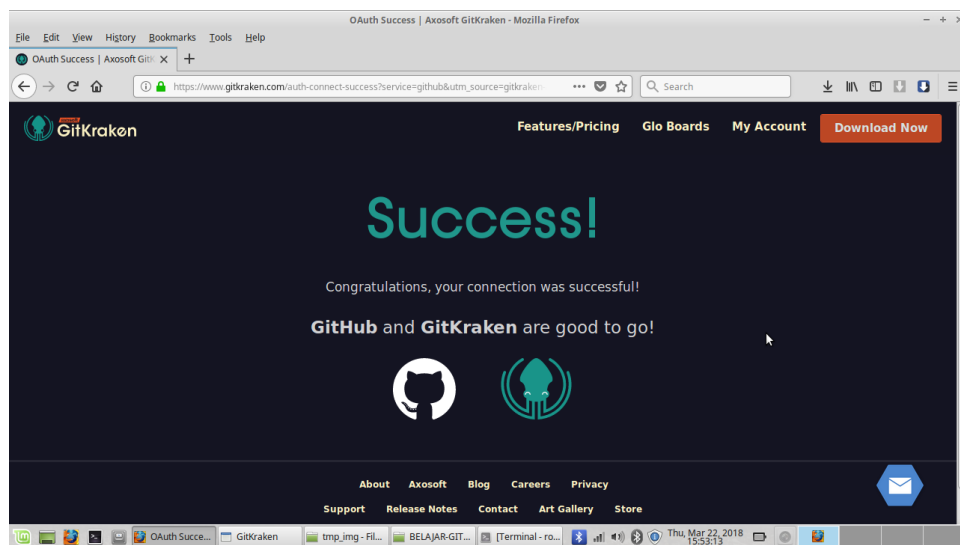 OAuth Success | Axosoft GitKraken - Mozilla Firefox
File Edit View History Bookmarks Tools Help
OAuth Success | Axosoft Git
https://www.gitkraken.com/auth-connect-success?service=github&utm_source=gitkraken
Search
axosoft
GitKraken
Features/Pricing Glo Boards My Account Download Now
Success!
Congratulations, your connection was successful!
GitHub and GitKraken are good to go!
About Axosoft Blog Careers Privacy
Support Release Notes Contact Art Gallery Store
OAuth Succe... GitKraken tmp_img - Fil... BELAJAR-GIT... [Terminal - ro... Thu, Mar 22, 2018
15:53:13